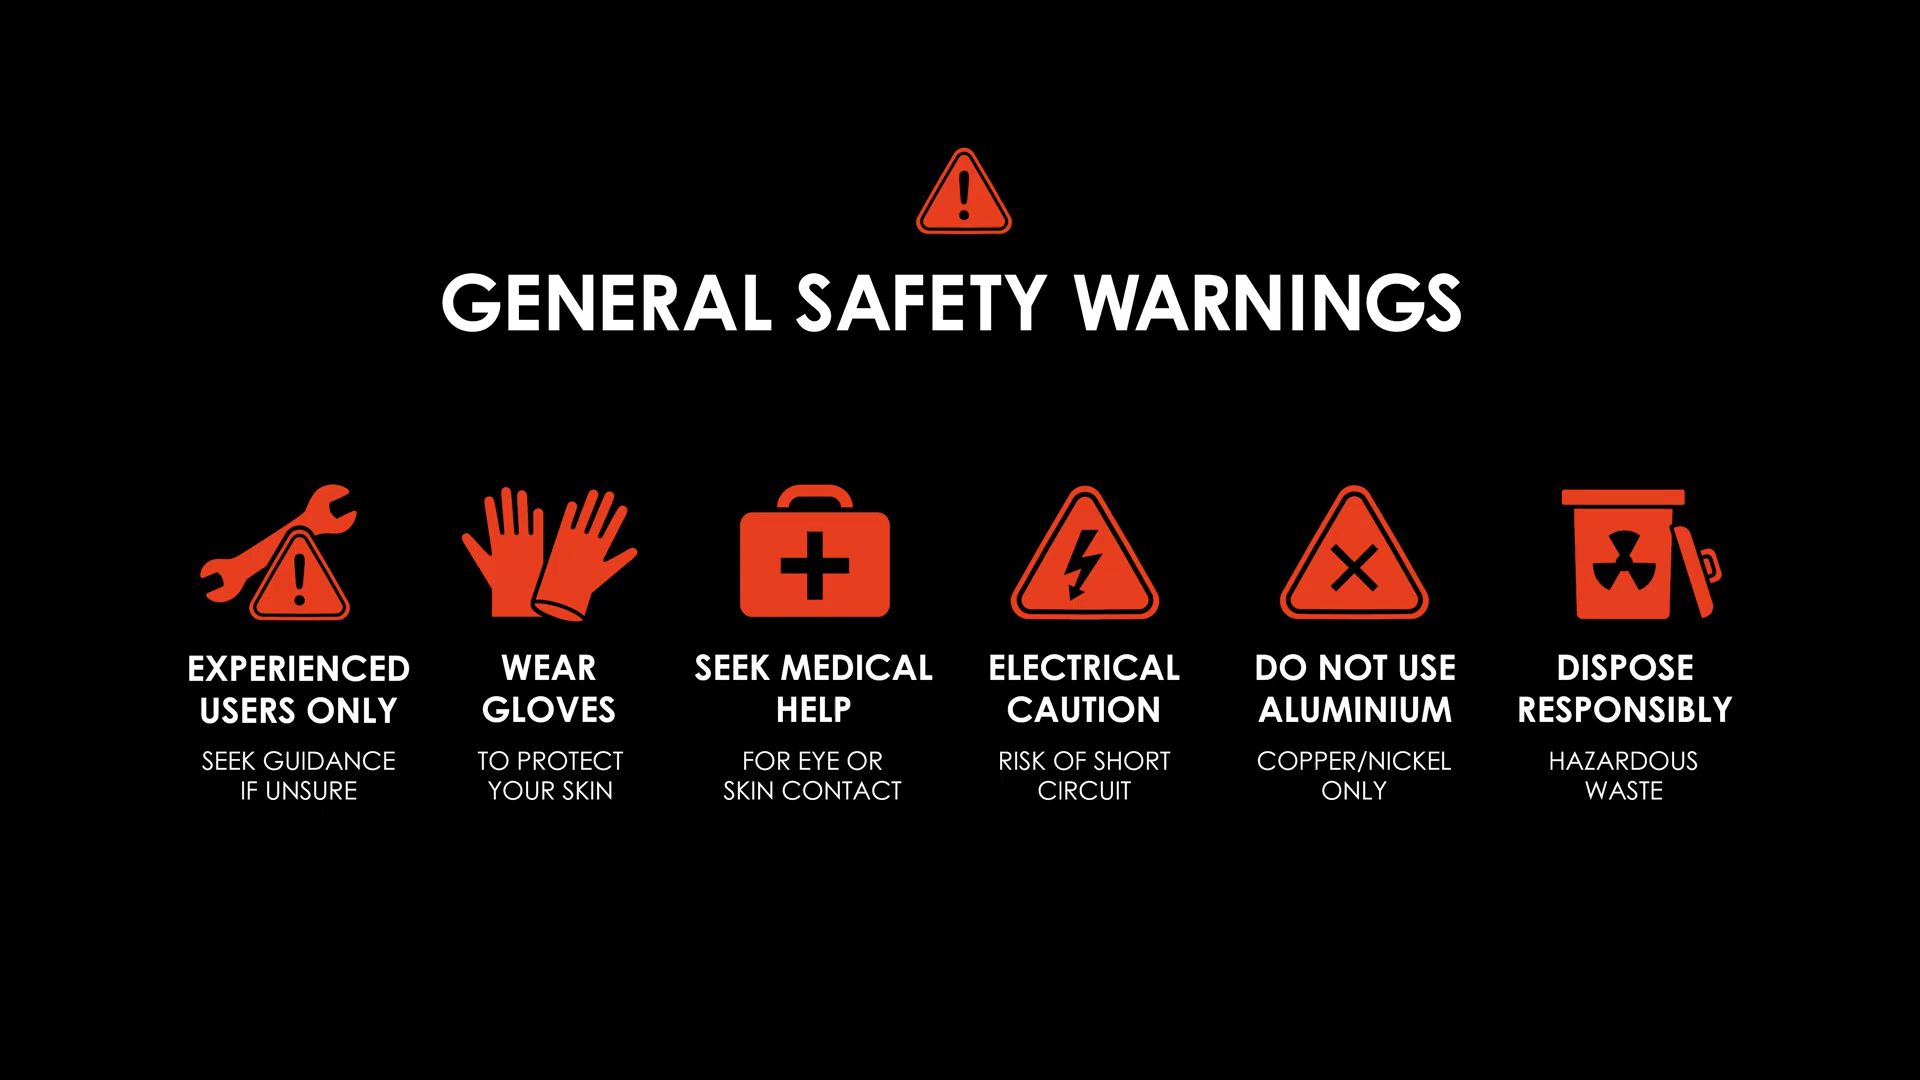 GENERAL SAFETY WARNINGS
EXPERIENCED
USERS ONLY
SEEK GUIDANCE
IF UNSURE
WEAR
GLOVES
TO PROTECT
YOUR SKIN
SEEK MEDICAL
HELP
FOR EYE OR
SKIN CONTACT
ELECTRICAL
CAUTION
RISK OF SHORT
CIRCUIT
DO NOT USE
ALUMINIUM
COPPER/NICKEL
ONLY
DISPOSE
RESPONSIBLY
HAZARDOUS
WASTE